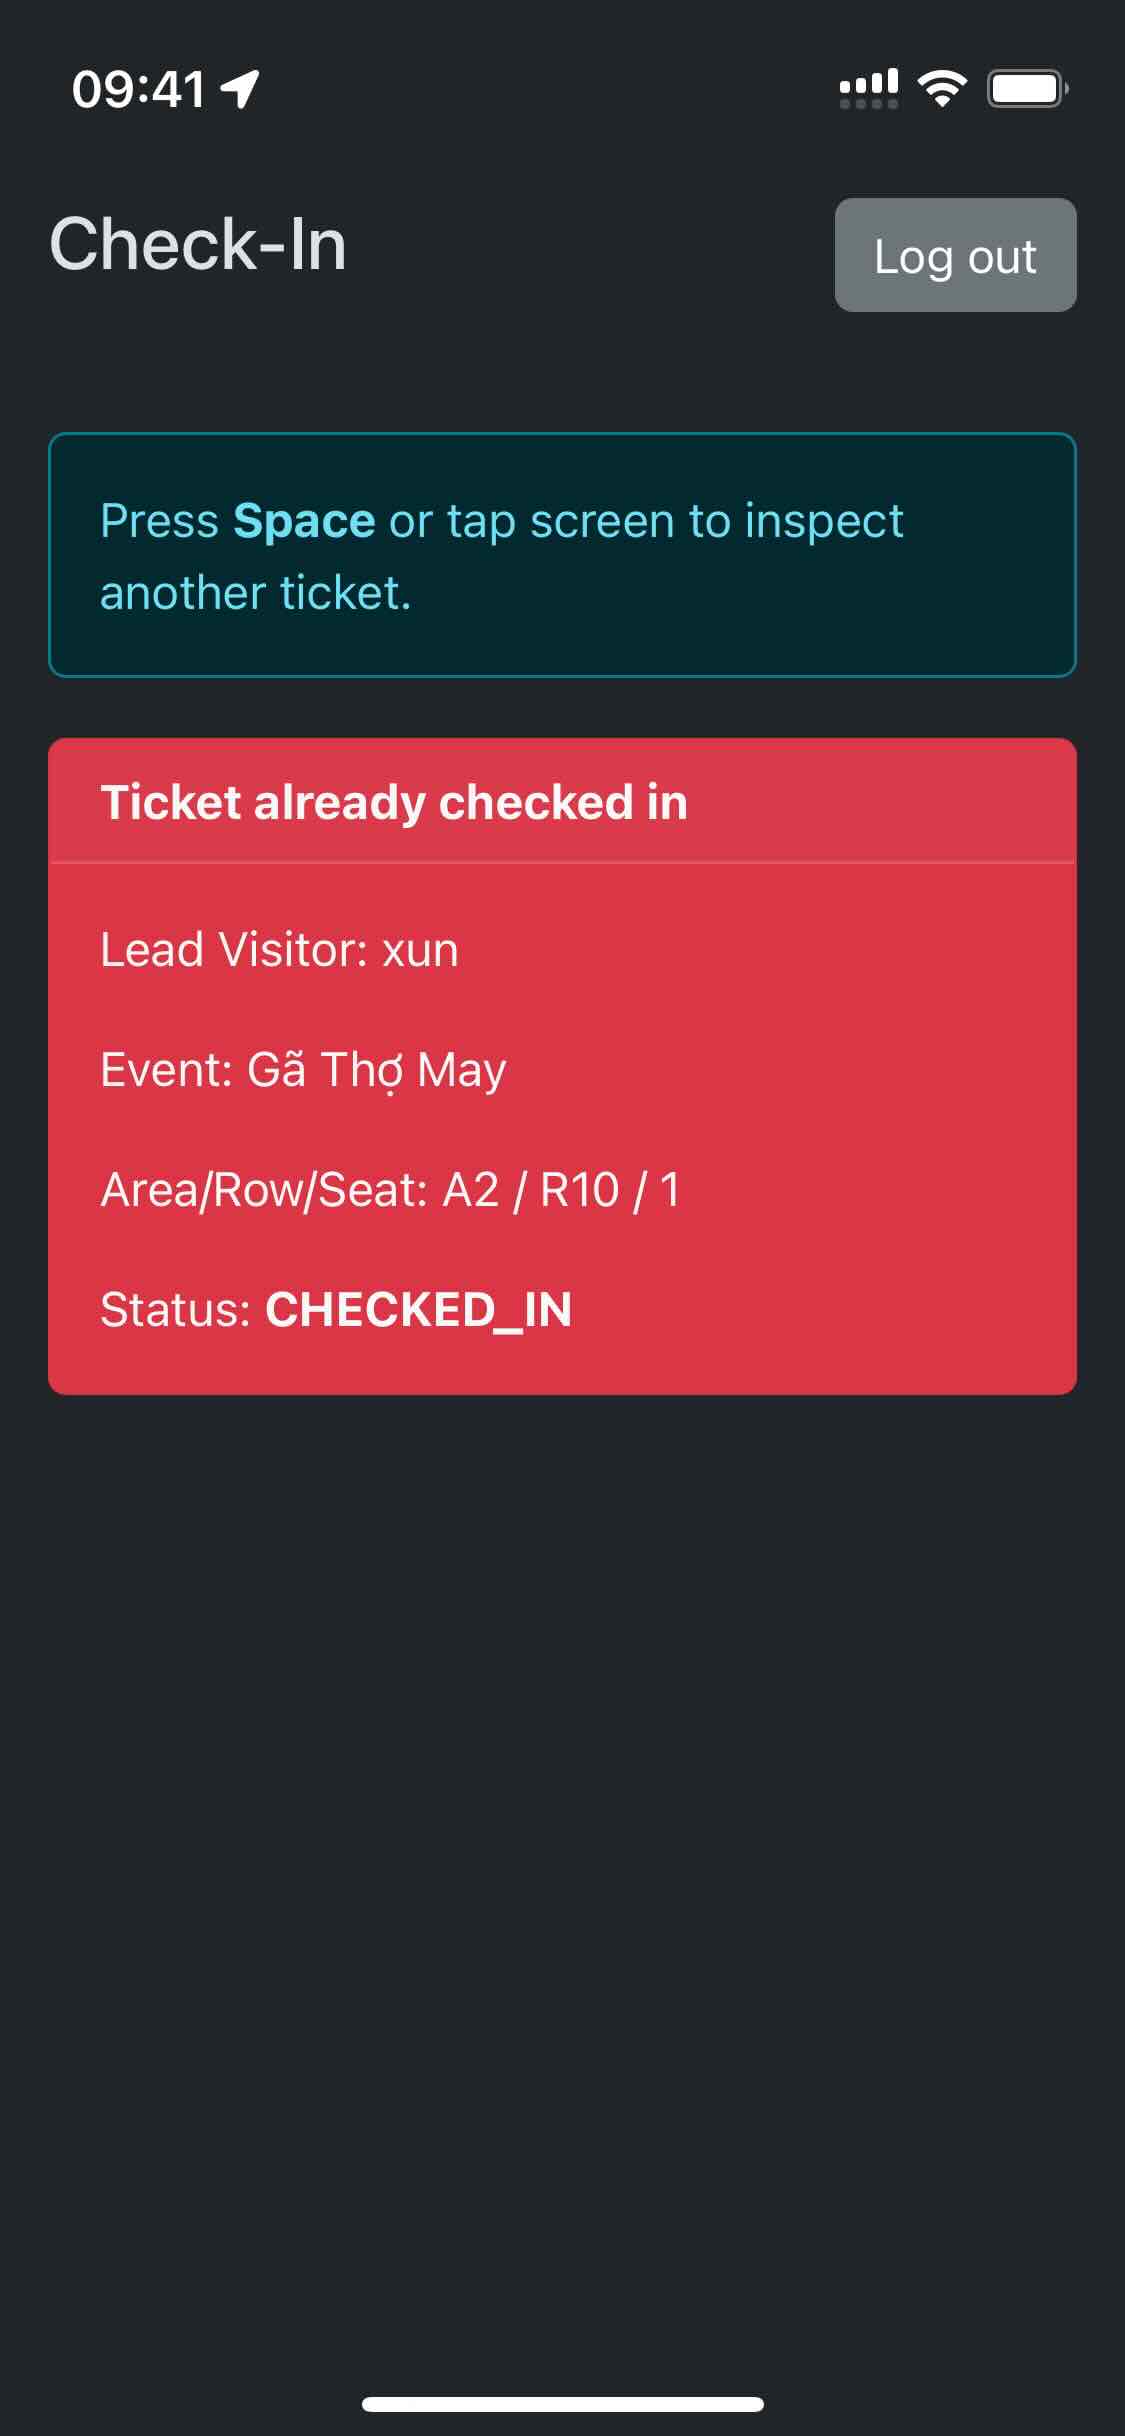 09:41
Check-In
Log out
Press Space or tap screen to inspect
another ticket.
Ticket already checked in
Lead Visitor: xun
Event: Gã Thợ May
Area/Row/Seat: A2 / R10 / 1
Status: CHECKED_IN